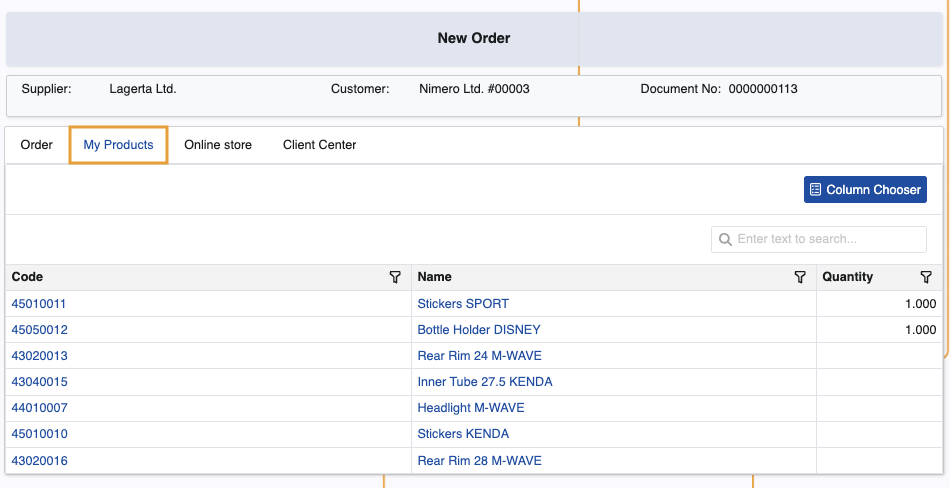 New Order
Supplier: Lagerta Ltd. Customer: Nimero Ltd. #00003 Document No: 0000000113
Order My Products Online store Client Center
Column Chooser
Enter text to search...
Code Name Quantity
45010011 Stickers SPORT 1.000
45050012 Bottle Holder DISNEY 1.000
43020013 Rear Rim 24 M-WAVE
43040015 Inner Tube 27.5 KENDA
44010007 Headlight M-WAVE
45010010 Stickers KENDA
43020016 Rear Rim 28 M-WAVE